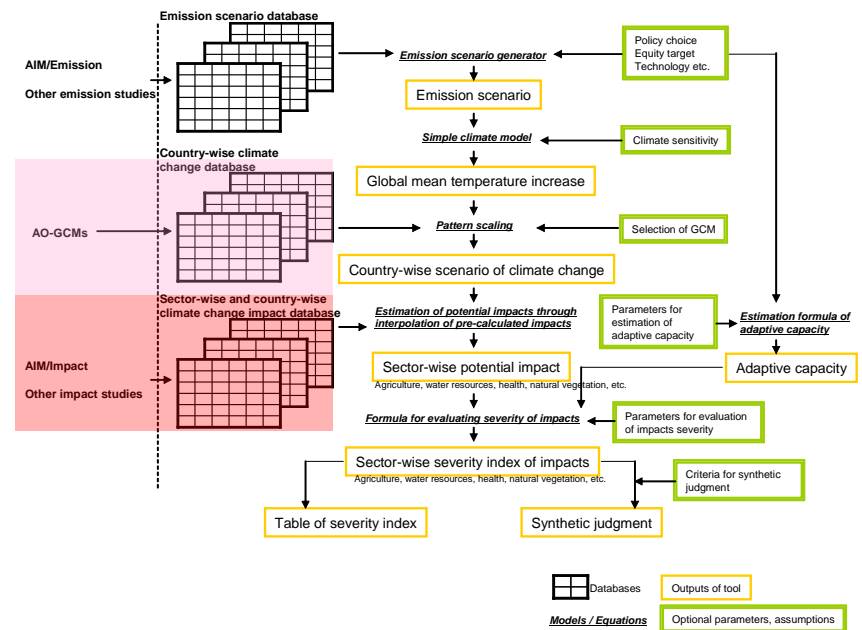 Emission scenario database
AIM/Emission
Other emission studies
Emission scenario generator
Policy choice
Equity target
Technology etc.
Emission scenario
Simple climate model
Climate sensitivity
Country-wise climate
change database
Global mean temperature increase
AO-GCMs
Pattern scaling
Selection of GCM
Country-wise scenario of climate change
Sector-wise and country-wise
climate change impact database
Estimation of potential impacts through
interpolation of pre-calculated impacts
Parameters for
estimation of
adaptive capacity
Estimation formula of
adaptive capacity
AIM/Impact
Other impact studies
Sector-wise potential impact
Agriculture, water resources, health, natural vegetation, etc.
Adaptive capacity
Formula for evaluating severity of impacts
Parameters for evaluation
of impacts severity
Sector-wise severity index of impacts
Agriculture, water resources, health, natural vegetation, etc.
Criteria for synthetic
judgment
Table of severity index
Synthetic judgment
Databases
Outputs of tool
Models / Equations
Optional parameters, assumptions